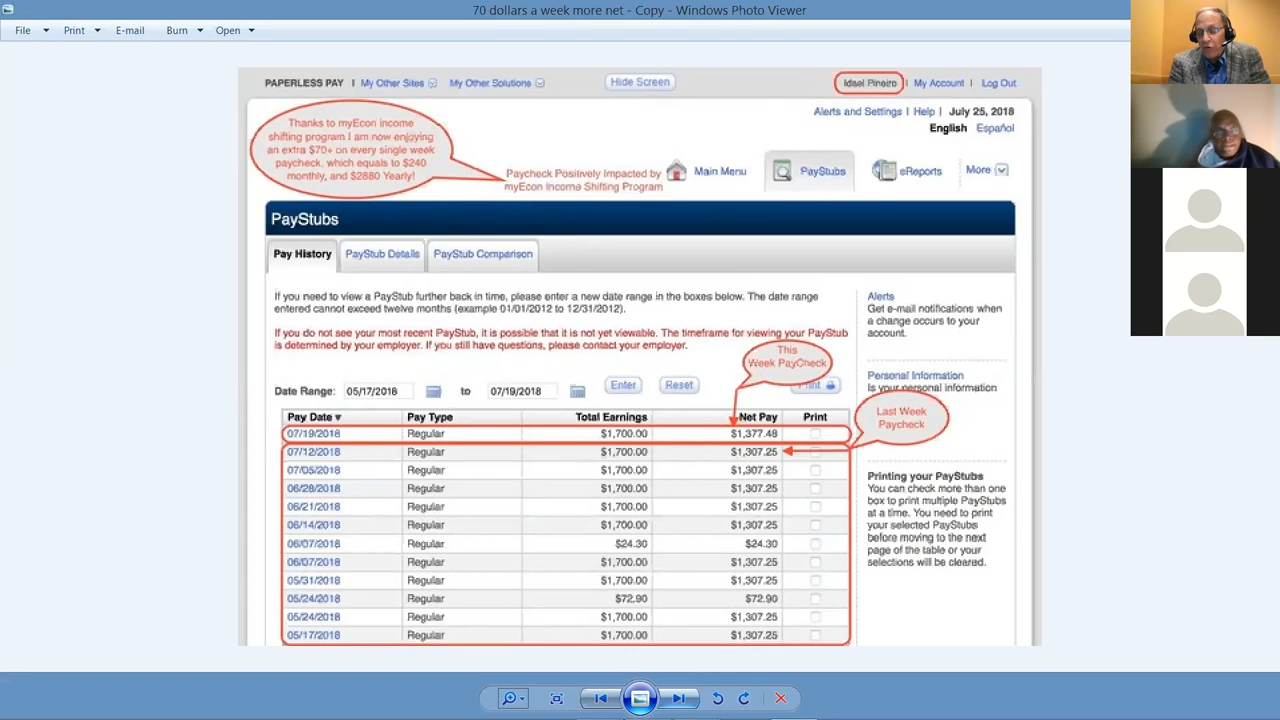 70 dollars a week more net - Copy - Windows Photo Viewer
File Print E-mail Burn Open
PAPERLESS PAY | My Other Sites My Other Solutions Hide Screen Idael Pineiro | My Account | Log Out
Alerts and Settings | Help | July 25, 2018
English Español
Thanks to myEcon income
shifting program I am now enjoying
an extra $70+ on every single week
paycheck, which equals to $240
monthly, and $2880 Yearly!
Paycheck Positively Impacted by
myEcon Income Shifting Program
Main Menu PayStubs eReports More
PayStubs
Pay History PayStub Details PayStub Comparison
If you need to view a PayStub further back in time, please enter a new date range in the boxes below. The date range
entered cannot exceed twelve months (example 01/01/2012 to 12/31/2012).
If you do not see your most recent PayStub, it is possible that it is not yet viewable. The timeframe for viewing your PayStub
is determined by your employer. If you still have questions, please contact your employer.
This
Week PayCheck
Date Range: 05/17/2018 to 07/19/2018 Enter Reset Print
Pay Date Pay Type Total Earnings Net Pay Print
07/19/2018 Regular $1,700.00 $1,377.48
07/12/2018 Regular $1,700.00 $1,307.25
07/05/2018 Regular $1,700.00 $1,307.25
06/28/2018 Regular $1,700.00 $1,307.25
06/21/2018 Regular $1,700.00 $1,307.25
06/14/2018 Regular $1,700.00 $1,307.25
06/07/2018 Regular $24.30 $24.30
06/07/2018 Regular $1,700.00 $1,307.25
05/31/2018 Regular $1,700.00 $1,307.25
05/24/2018 Regular $72.90 $72.90
05/24/2018 Regular $1,700.00 $1,307.25
05/17/2018 Regular $1,700.00 $1,307.25
Alerts
Get e-mail notifications when
a change occurs to your
account.
Personal Information
Is your personal information
Last Week
Paycheck
Printing your PayStubs
You can check more than one
box to print multiple PayStubs
at a time. You need to print
your selected PayStubs
before moving to the next
page of the table or your
selections will be cleared.